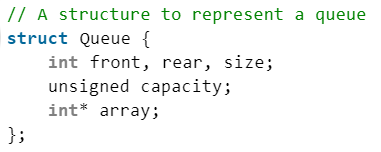 // A structure to represent a queue
struct Queue {
    int front, rear, size;
    unsigned capacity;
    int* array;
};